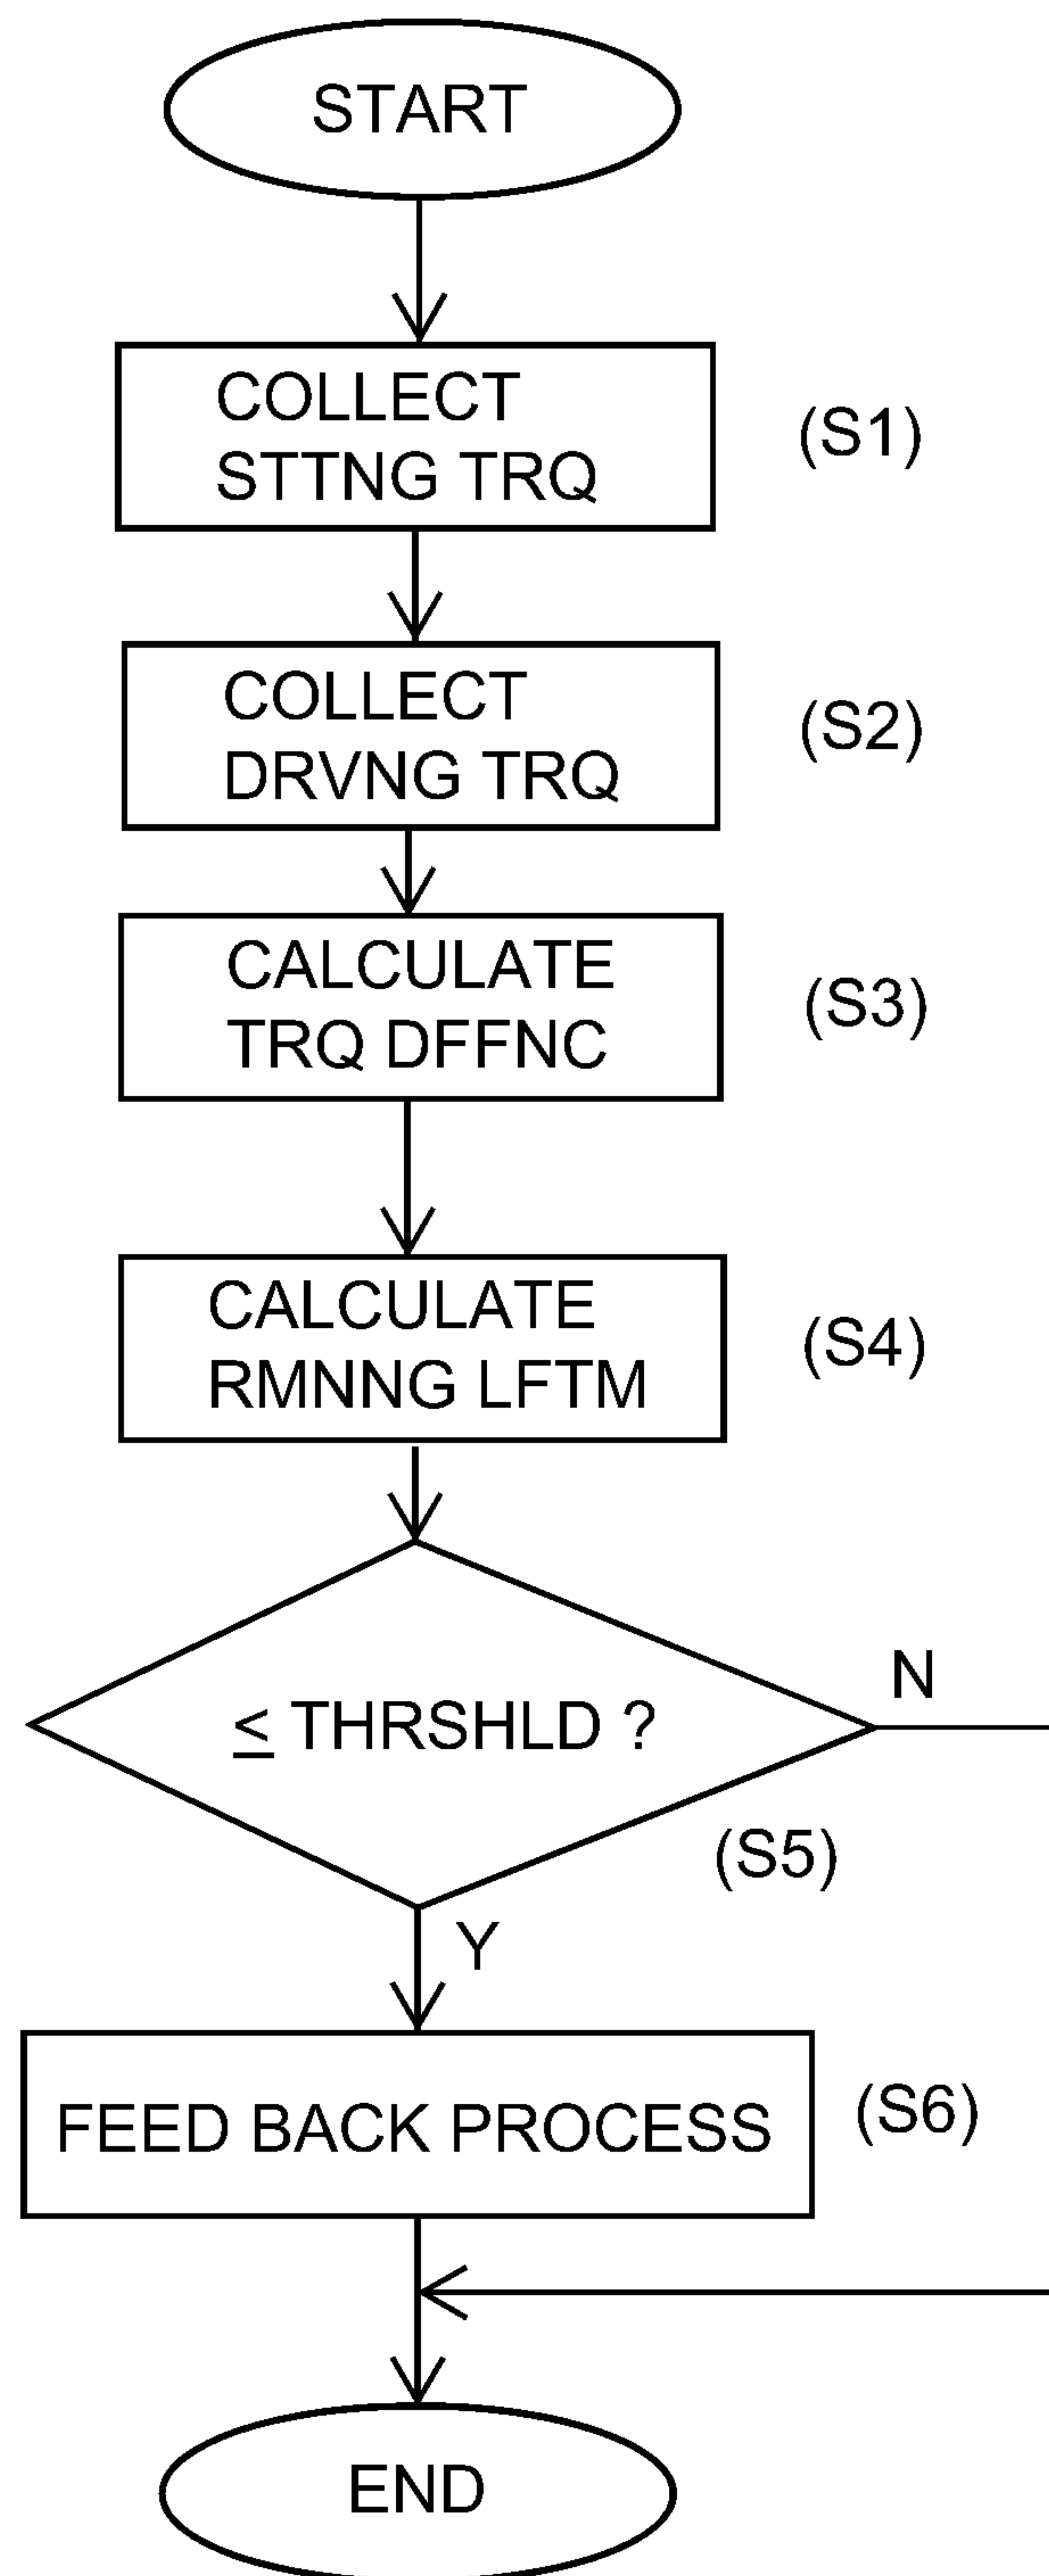 START
COLLECT
STTNG TRQ
(S1)
COLLECT
DRVNG TRQ
(S2)
CALCULATE
TRQ DFFNC
(S3)
CALCULATE
RMNNG LFTM
(S4)
≤ THRSHLD ?
N
(S5)
Y
FEED BACK PROCESS
(S6)
END